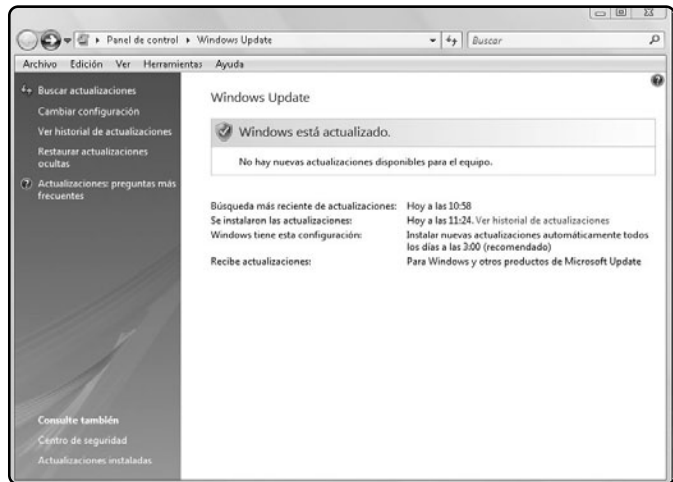 Panel de control ▸ Windows Update
Buscar
Archivo Edición Ver Herramientas Ayuda
Buscar actualizaciones
Cambiar configuración
Ver historial de actualizaciones
Restaurar actualizaciones
ocultas
Actualizaciones: preguntas más
frecuentes
Windows Update
Windows está actualizado.
No hay nuevas actualizaciones disponibles para el equipo.
Búsqueda más reciente de actualizaciones: Hoy a las 10:58
Se instalaron las actualizaciones: Hoy a las 11:24. Ver historial de actualizaciones
Windows tiene esta configuración: Instalar nuevas actualizaciones automáticamente todos
los días a las 3:00 (recomendado)
Recibe actualizaciones: Para Windows y otros productos de Microsoft Update
Consulte también
Centro de seguridad
Actualizaciones instaladas